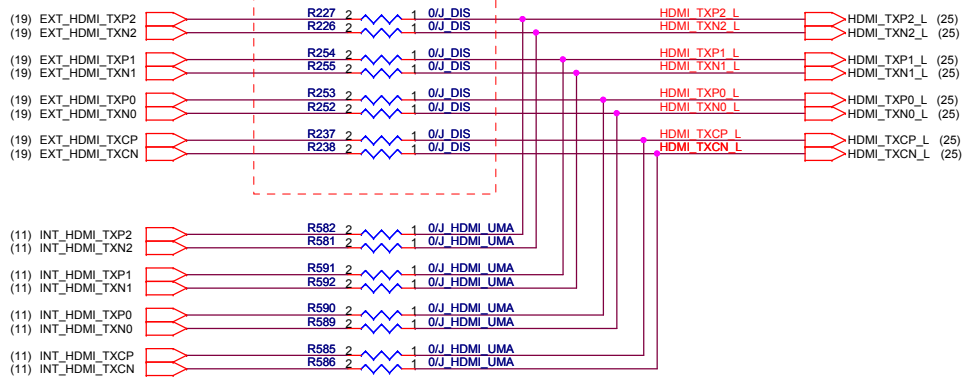 (19) EXT_HDMI_TXP2 R227 2 1 0/J_DIS HDMI_TXP2_L HDMI_TXP2_L (25)
(19) EXT_HDMI_TXN2 R226 2 1 0/J_DIS HDMI_TXN2_L HDMI_TXN2_L (25)
(19) EXT_HDMI_TXP1 R254 2 1 0/J_DIS HDMI_TXP1_L HDMI_TXP1_L (25)
(19) EXT_HDMI_TXN1 R255 2 1 0/J_DIS HDMI_TXN1_L HDMI_TXN1_L (25)
(19) EXT_HDMI_TXP0 R253 2 1 0/J_DIS HDMI_TXP0_L HDMI_TXP0_L (25)
(19) EXT_HDMI_TXN0 R252 2 1 0/J_DIS HDMI_TXN0_L HDMI_TXN0_L (25)
(19) EXT_HDMI_TXCP R237 2 1 0/J_DIS HDMI_TXCP_L HDMI_TXCP_L (25)
(19) EXT_HDMI_TXCN R238 2 1 0/J_DIS HDMI_TXCN_L HDMI_TXCN_L (25)
(11) INT_HDMI_TXP2 R582 2 1 0/J_HDMI_UMA
(11) INT_HDMI_TXN2 R581 2 1 0/J_HDMI_UMA
(11) INT_HDMI_TXP1 R591 2 1 0/J_HDMI_UMA
(11) INT_HDMI_TXN1 R592 2 1 0/J_HDMI_UMA
(11) INT_HDMI_TXP0 R590 2 1 0/J_HDMI_UMA
(11) INT_HDMI_TXN0 R589 2 1 0/J_HDMI_UMA
(11) INT_HDMI_TXCP R585 2 1 0/J_HDMI_UMA
(11) INT_HDMI_TXCN R586 2 1 0/J_HDMI_UMA